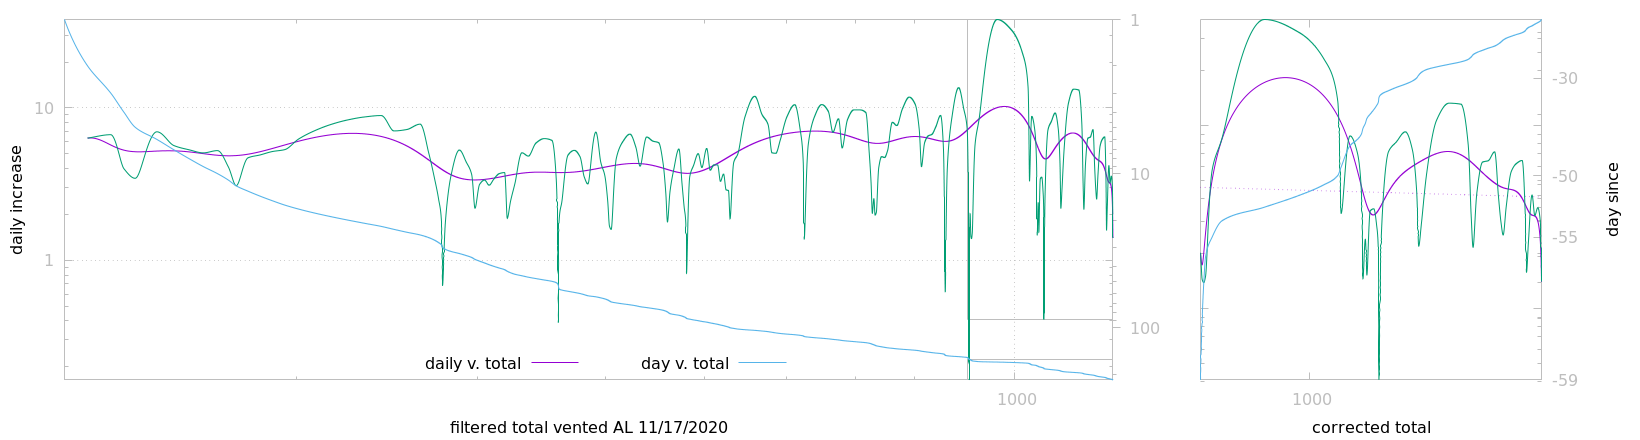 1
10
-30
daily increase
10
-50
day since
1
-55
100
daily v. total
day v. total
-59
1000
1000
filtered total vented AL 11/17/2020
corrected total